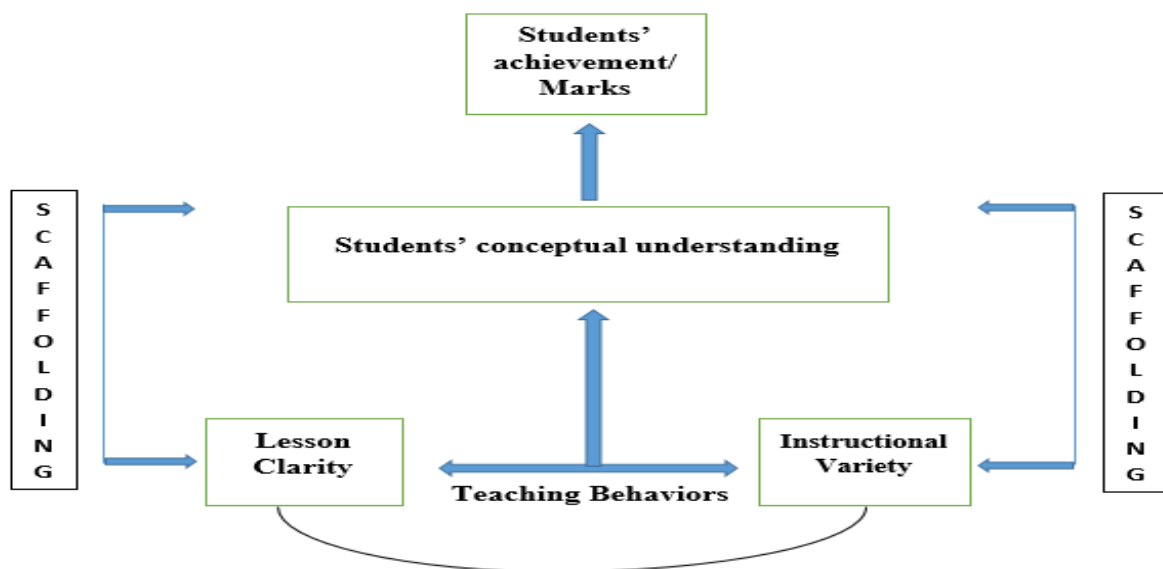 Students’
achievement/
Marks
S
C
A
F
F
O
L
D
I
N
G
Students’ conceptual understanding
S
C
A
F
F
O
L
D
I
N
G
Lesson
Clarity
Instructional
Variety
Teaching Behaviors